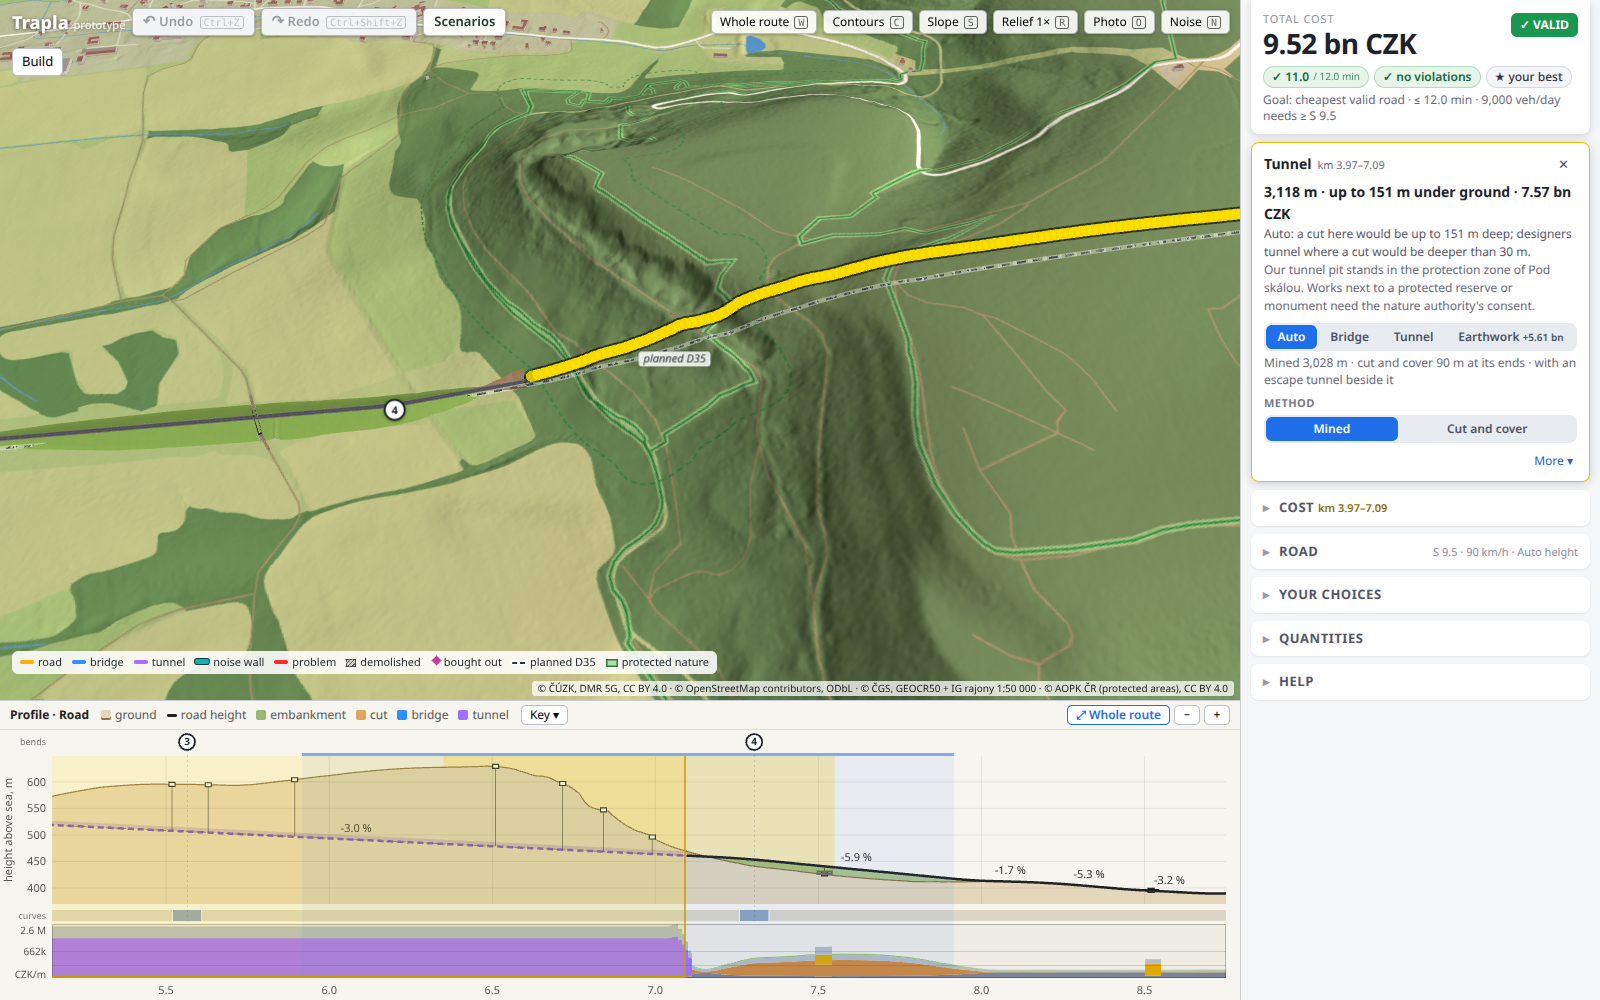 Trapla prototype
↶ Undo Ctrl+Z
↷ Redo Ctrl+Shift+Z
Scenarios
Whole route W
Contours C
Slope S
Relief 1× R
Photo O
Noise N
Build
planned D35
4
road
bridge
tunnel
noise wall
problem
demolished
bought out
planned D35
protected nature
© ČÚZK, DMR 5G, CC BY 4.0 · © OpenStreetMap contributors, ODbL · © ČGS, GEOCR50 + IG rajony 1:50 000 · © AOPK ČR (protected areas), CC BY 4.0
TOTAL COST
9.52 bn CZK
✓ VALID
✓ 11.0 / 12.0 min
✓ no violations
★ your best
Goal: cheapest valid road · ≤ 12.0 min · 9,000 veh/day
needs ≥ S 9.5
Tunnel km 3.97–7.09
✕
3,118 m · up to 151 m under ground · 7.57 bn
CZK
Auto: a cut here would be up to 151 m deep; designers
tunnel where a cut would be deeper than 30 m.
Our tunnel pit stands in the protection zone of Pod
skálou. Works next to a protected reserve or
monument need the nature authority's consent.
Auto
Bridge
Tunnel
Earthwork +5.61 bn
Mined 3,028 m · cut and cover 90 m at its ends · with an
escape tunnel beside it
METHOD
Mined
Cut and cover
More ▾
▶ COST km 3.97–7.09
▶ ROAD S 9.5 · 90 km/h · Auto height
▶ YOUR CHOICES
▶ QUANTITIES
▶ HELP
Profile · Road
ground
road height
embankment
cut
bridge
tunnel
Key ▾
⤢ Whole route
−
+
bends
3
4
height above sea, m
600
550
500
450
400
-3.0 %
-5.9 %
-1.7 %
-5.3 %
-3.2 %
curves
2.6 M
662k
CZK/m
5.5
6.0
6.5
7.0
7.5
8.0
8.5